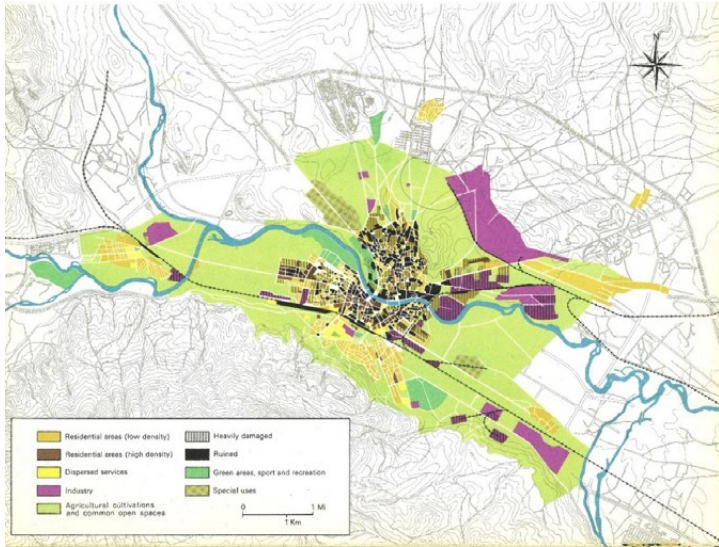 N
Residential areas (low density)
Residential areas (high density)
Dispersed services
Industry
Agricultural cultivations
and common open spaces
Heavily damaged
Ruined
Green areas, sport and recreation
Special uses
0 1 Mi
1 Km